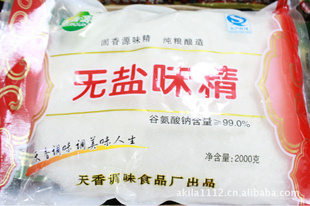 天香源味精 纯粮酿造
无盐味精
谷氨酸钠含量≥99.0%
天香调味 调美味人生
净含量:2000克
天香调味食品厂出品
akila1112.cn.alibaba.com